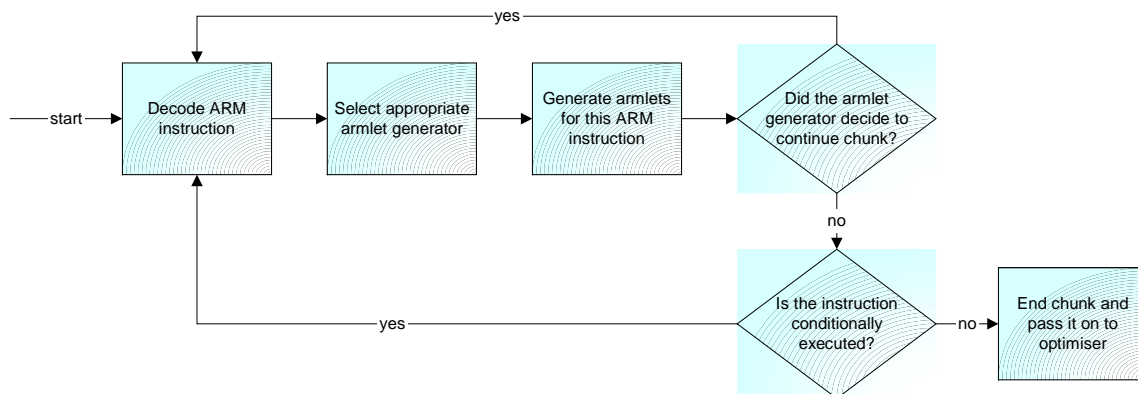 yes
start
Decode ARM
instruction
Select appropriate
armlet generator
Generate armlets
for this ARM
instruction
Did the armlet
generator decide to
continue chunk?
no
yes
Is the instruction
conditionally
executed?
no
End chunk and
pass it on to
optimiser